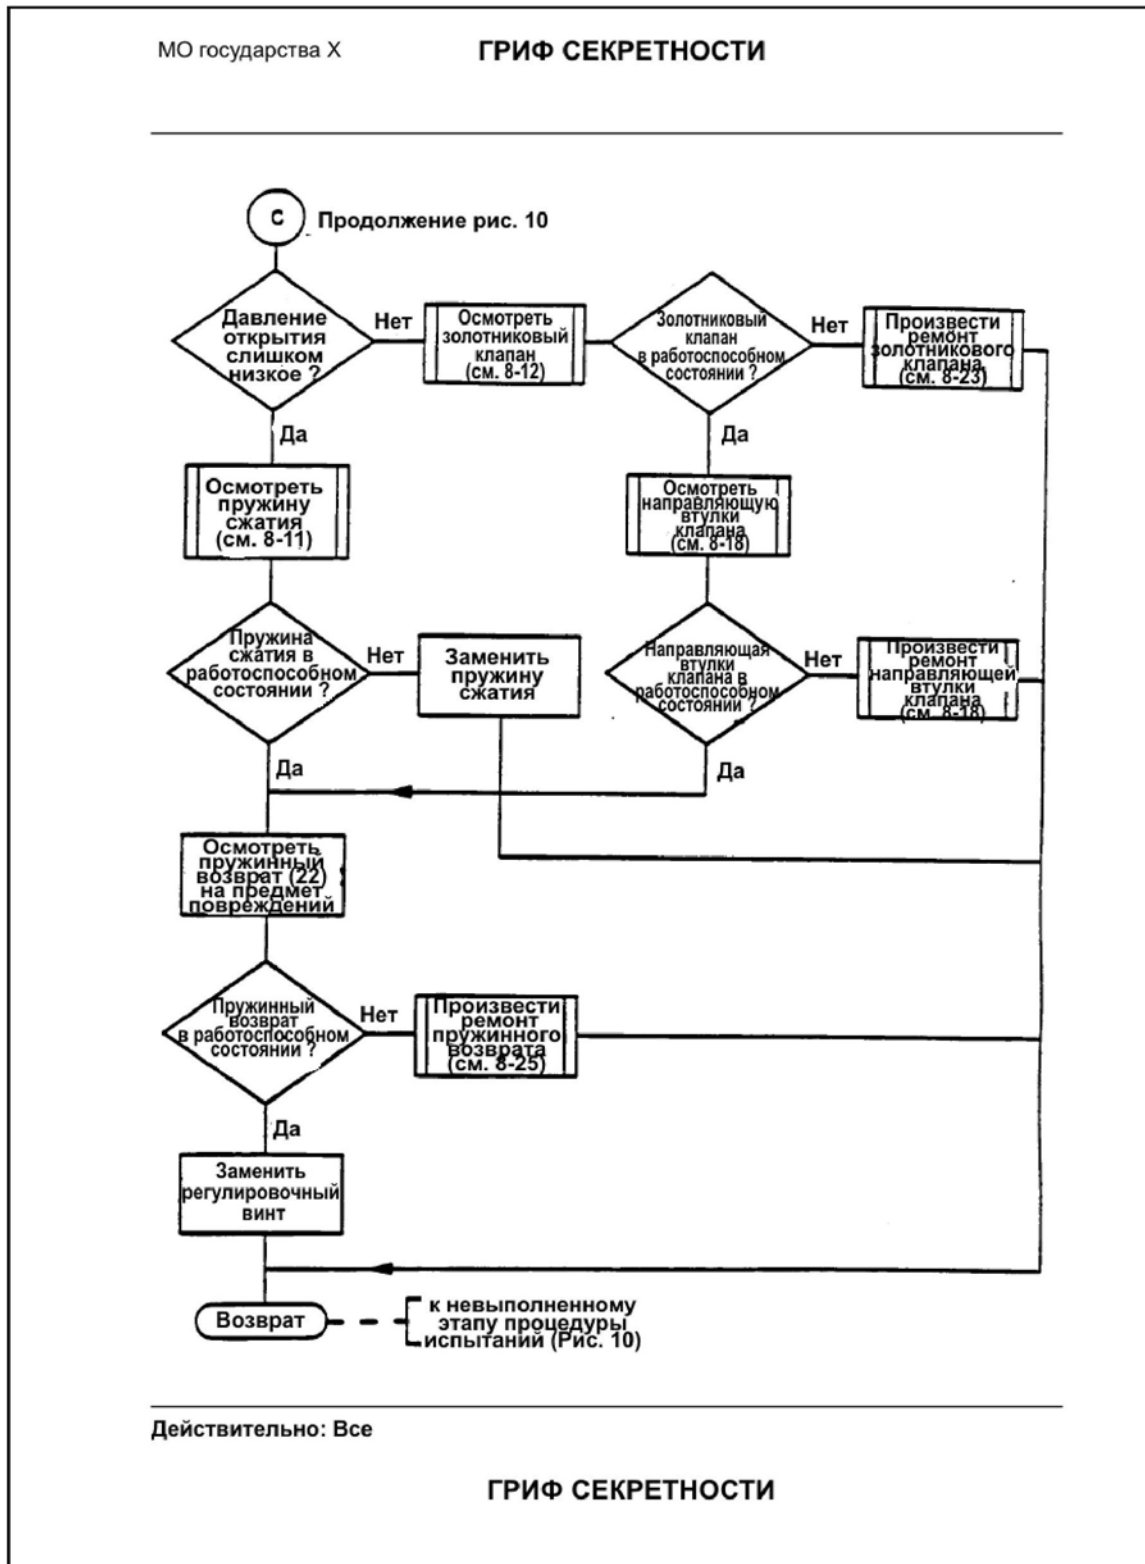 МО государства X
ГРИФ СЕКРЕТНОСТИ
С
Продолжение рис. 10
Давление
открытия
слишком
низкое ?
Нет
Осмотреть
золотниковый
клапан
(см. 8-12)
Золотниковый
клапан
в работоспособном
состоянии ?
Нет
Произвести
ремонт
золотникового
клапана
(см. 8-23)
Да
Да
Осмотреть
пружину
сжатия
(см. 8-11)
Осмотреть
направляющую
втулки
клапана
(см. 8-18)
Пружина
сжатия в
работоспособном
состоянии ?
Нет
Заменить
пружину
сжатия
Направляющая
втулки
клапана в
работоспособном
состоянии ?
Нет
Произвести
ремонт
направляющей
втулки
клапана
(см. 8-18)
Да
Да
Осмотреть
пружинный
возврат (22)
на предмет
повреждений
Пружинный
возврат
в работоспособном
состоянии ?
Нет
Произвести
ремонт
пружинного
возврата
(см. 8-25)
Да
Заменить
регулировочный
винт
Возврат
к невыполненному
этапу процедуры
испытаний (Рис. 10)
Действительно: Все
ГРИФ СЕКРЕТНОСТИ